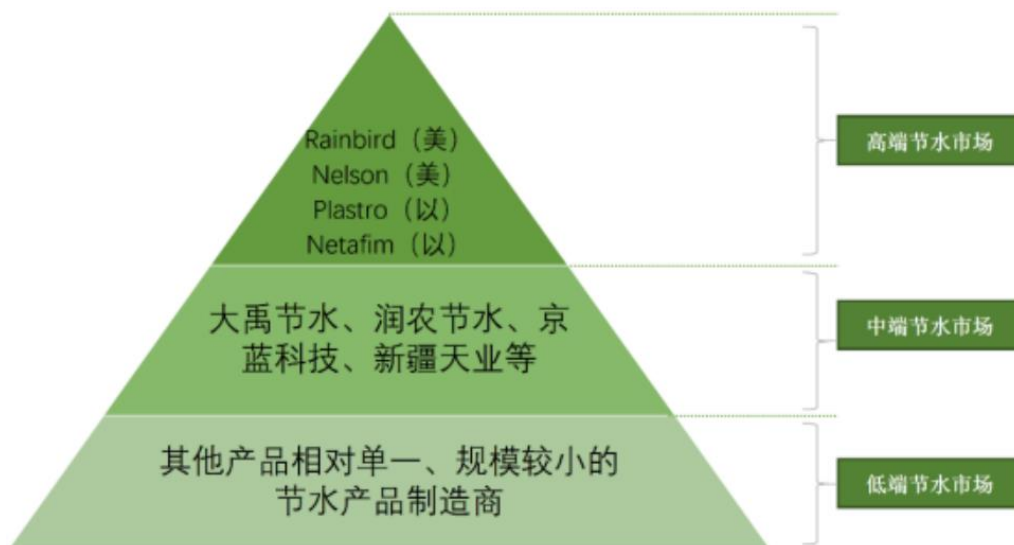 Rainbird（美）
Nelson（美）
Plastro（以）
Netafim（以）
高端节水市场
大禹节水、润农节水、京
蓝科技、新疆天业等
中端节水市场
其他产品相对单一、规模较小的
节水产品制造商
低端节水市场